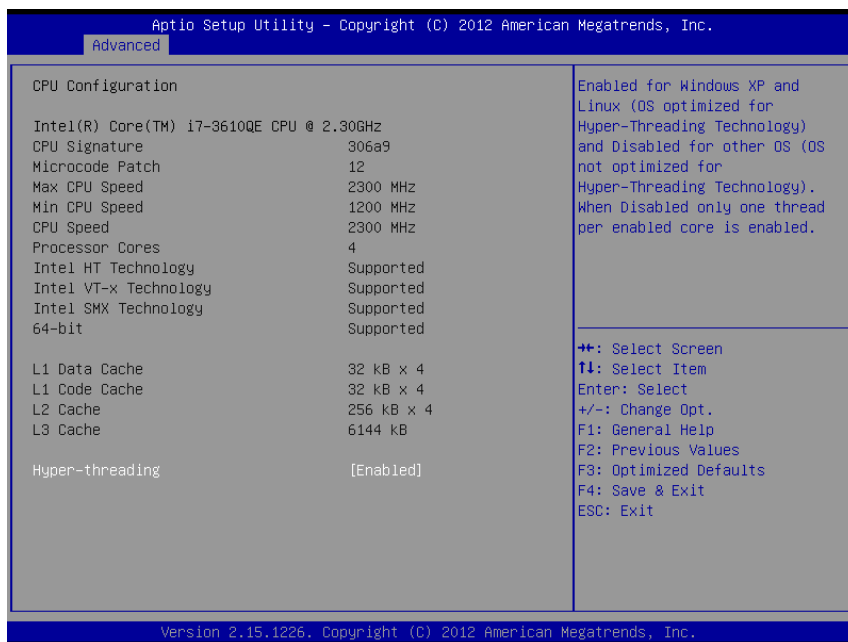 Aptio Setup Utility – Copyright (C) 2012 American Megatrends, Inc.
Advanced
CPU Configuration
Intel(R) Core(TM) i7-3610QE CPU @ 2.30GHz
CPU Signature 306a9
Microcode Patch 12
Max CPU Speed 2300 MHz
Min CPU Speed 1200 MHz
CPU Speed 2300 MHz
Processor Cores 4
Intel HT Technology Supported
Intel VT-x Technology Supported
Intel SMX Technology Supported
64-bit Supported
L1 Data Cache 32 kB x 4
L1 Code Cache 32 kB x 4
L2 Cache 256 kB x 4
L3 Cache 6144 kB
Hyper-threading [Enabled]
Enabled for Windows XP and
Linux (OS optimized for
Hyper-Threading Technology)
and Disabled for other OS (OS
not optimized for
Hyper-Threading Technology).
When Disabled only one thread
per enabled core is enabled.
→←: Select Screen
↑↓: Select Item
Enter: Select
+/-: Change Opt.
F1: General Help
F2: Previous Values
F3: Optimized Defaults
F4: Save & Exit
ESC: Exit
Version 2.15.1226. Copyright (C) 2012 American Megatrends, Inc.